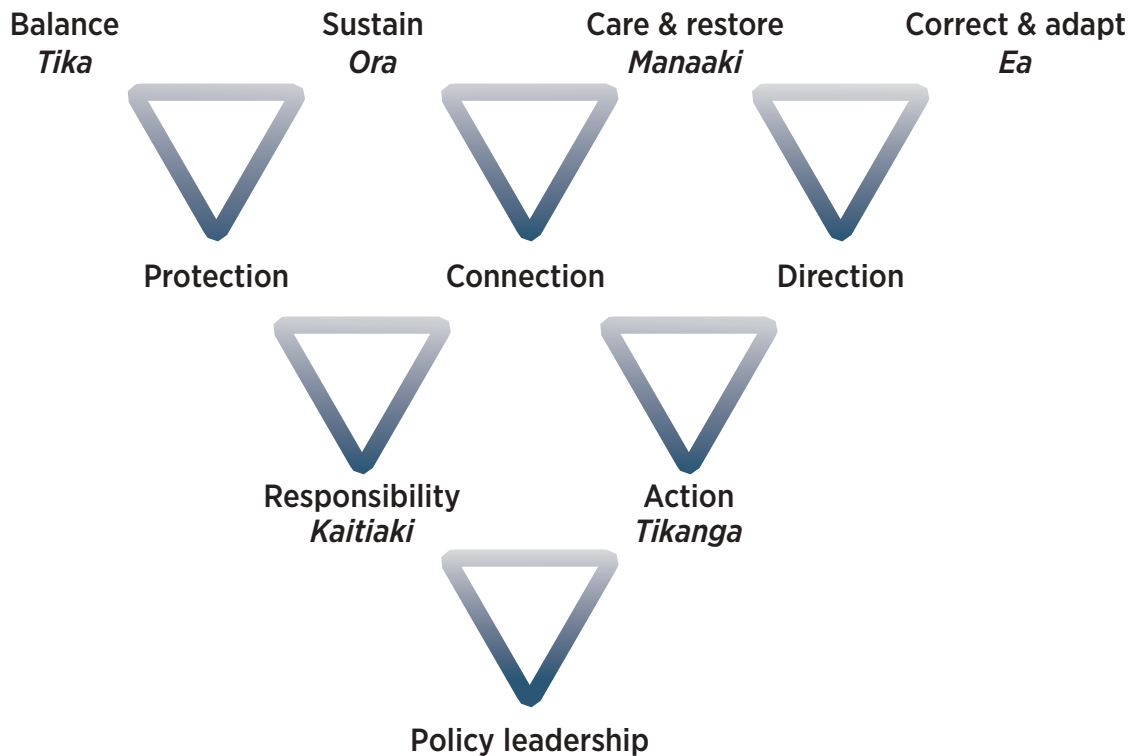 Balance
Tika
Sustain
Ora
Care & restore
Manaaki
Correct & adapt
Ea
Protection
Connection
Direction
Responsibility
Kaitiaki
Action
Tikanga
Policy leadership